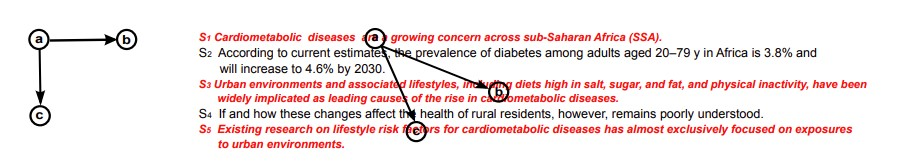 a b
c
S1 Cardiometabolic diseases are a growing concern across sub-Saharan Africa (SSA).
a
S2 According to current estimates, the prevalence of diabetes among adults aged 20–79 y in Africa is 3.8% and
will increase to 4.6% by 2030.
S3 Urban environments and associated lifestyles, including diets high in salt, sugar, and fat, and physical inactivity, have been
b
widely implicated as leading causes of the rise in cardiometabolic diseases.
S4 If and how these changes affect the health of rural residents, however, remains poorly understood.
S5 Existing research on lifestyle risk factors for cardiometabolic diseases has almost exclusively focused on exposures
c
to urban environments.